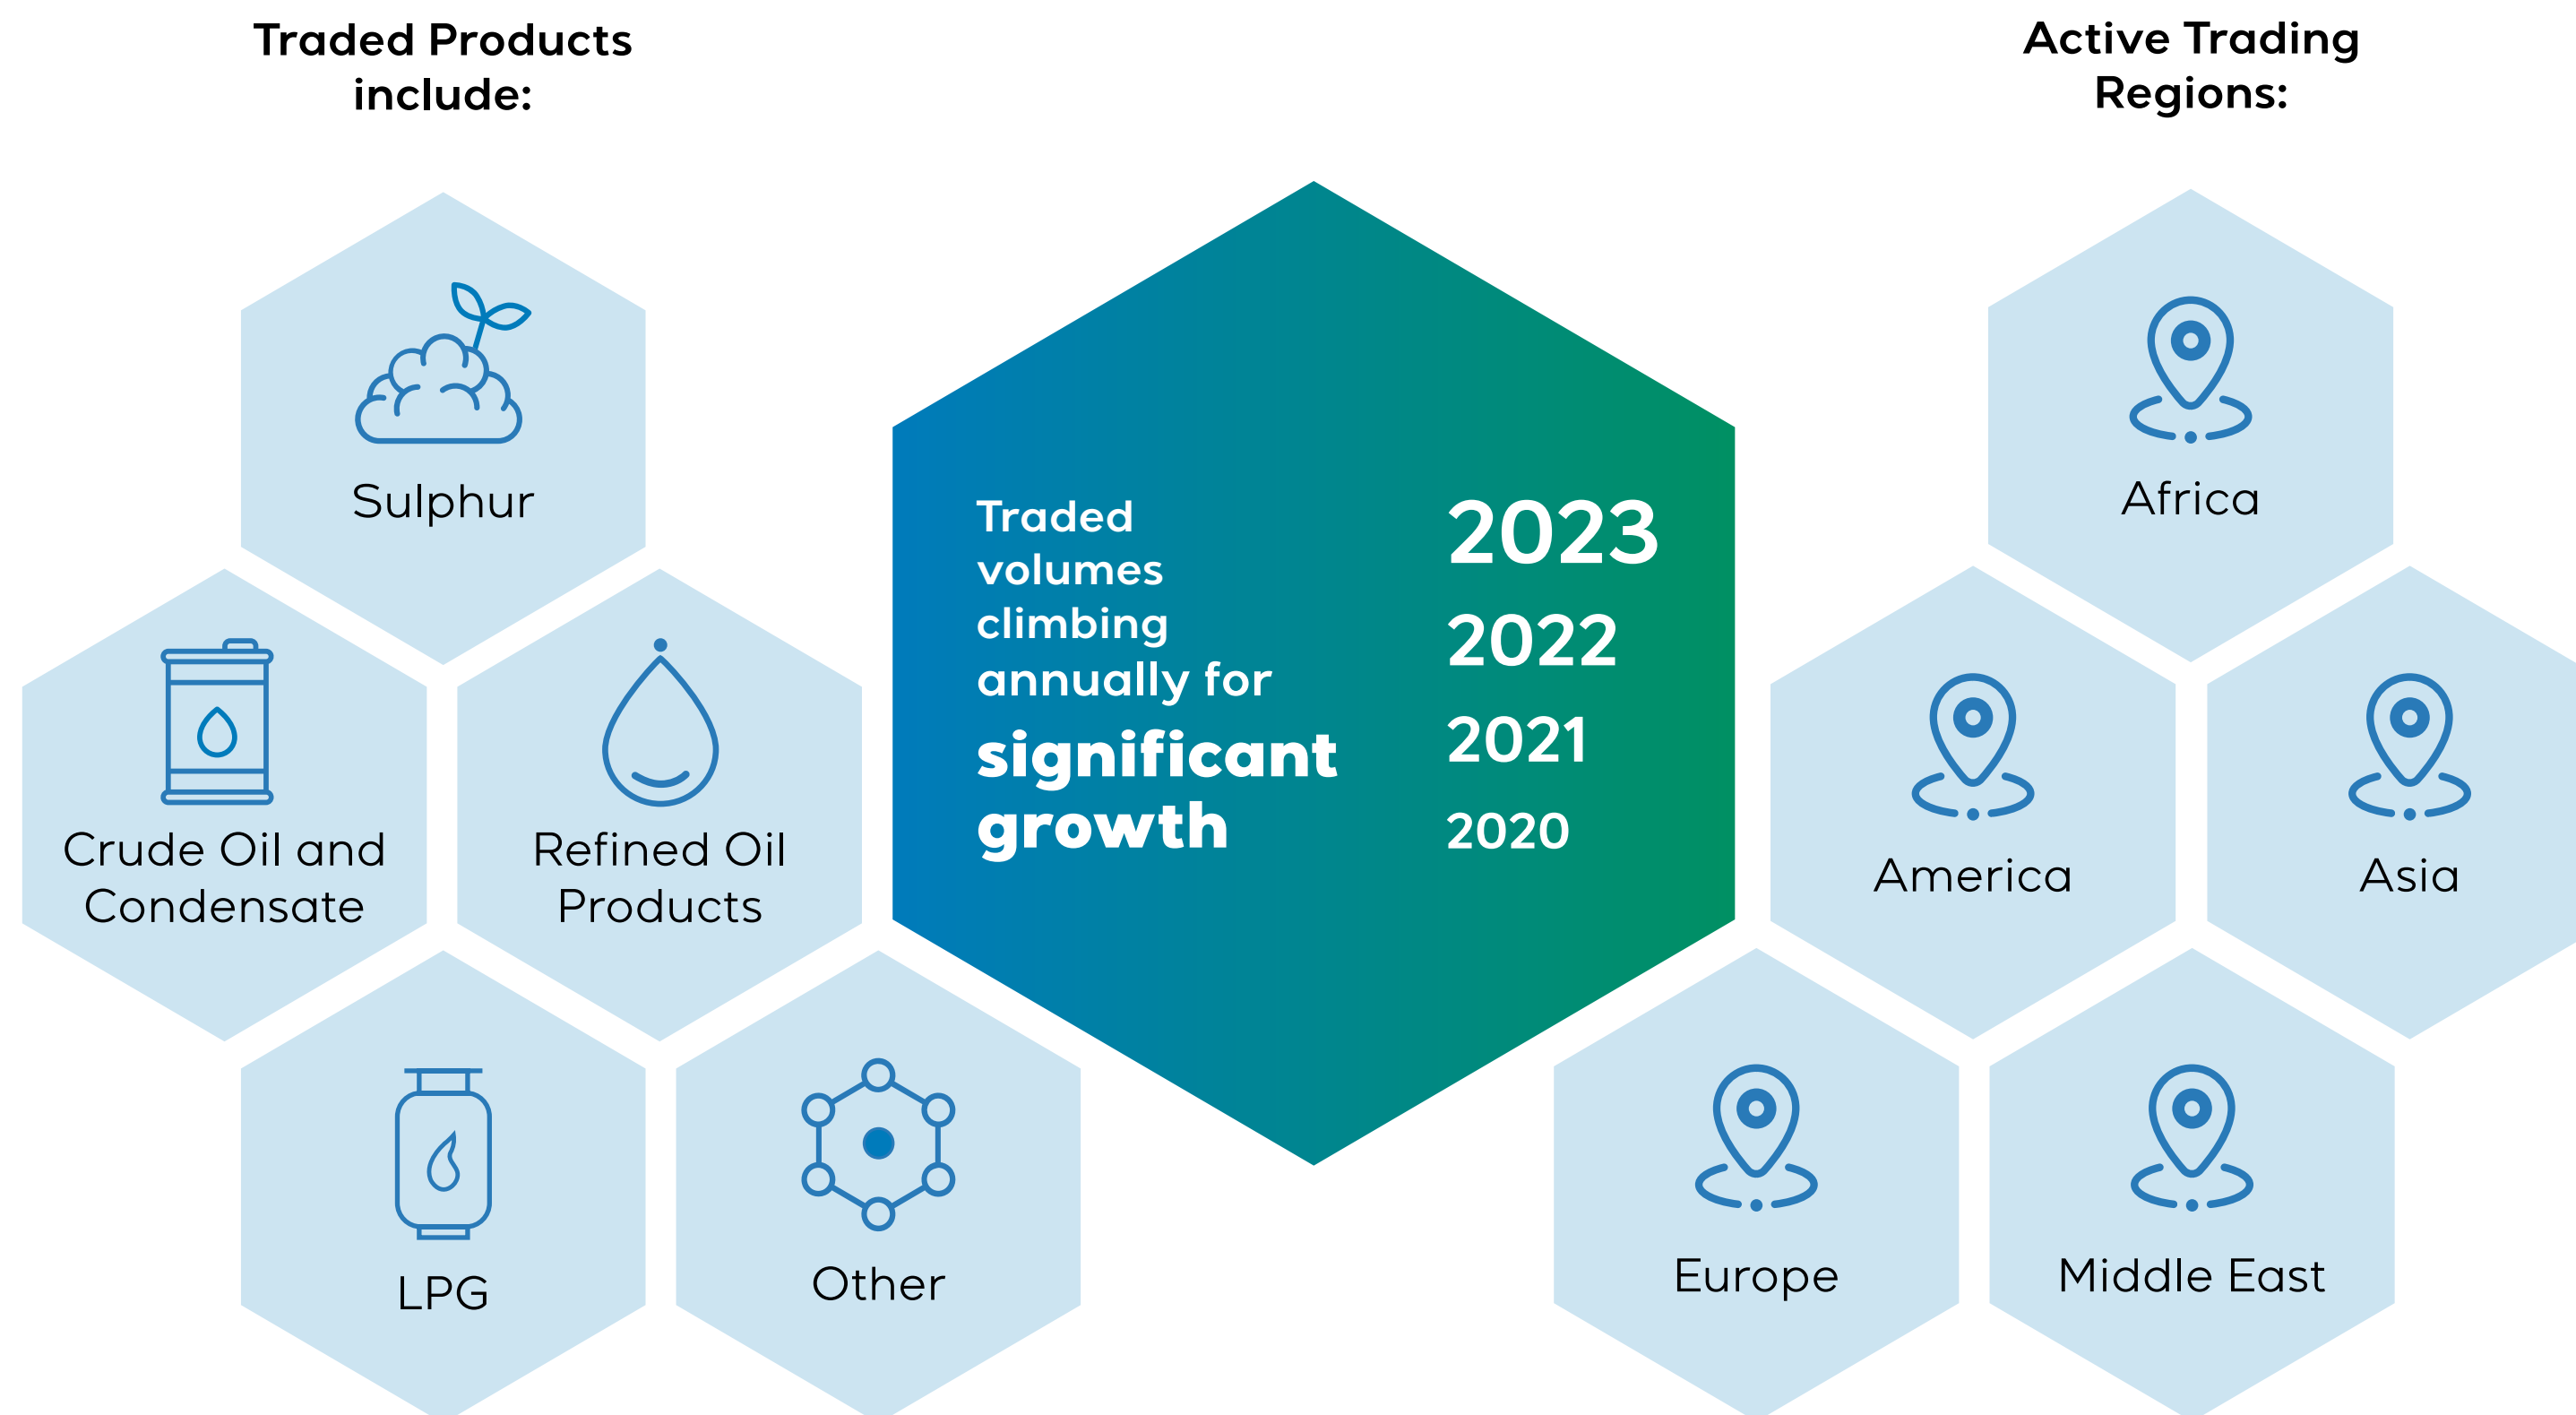 Traded Products
include:
Sulphur
Crude Oil and
Condensate
Refined Oil
Products
LPG
Other
Traded
volumes
climbing
annually for
significant
growth
2023
2022
2021
2020
Active Trading
Regions:
Africa
America
Asia
Europe
Middle East